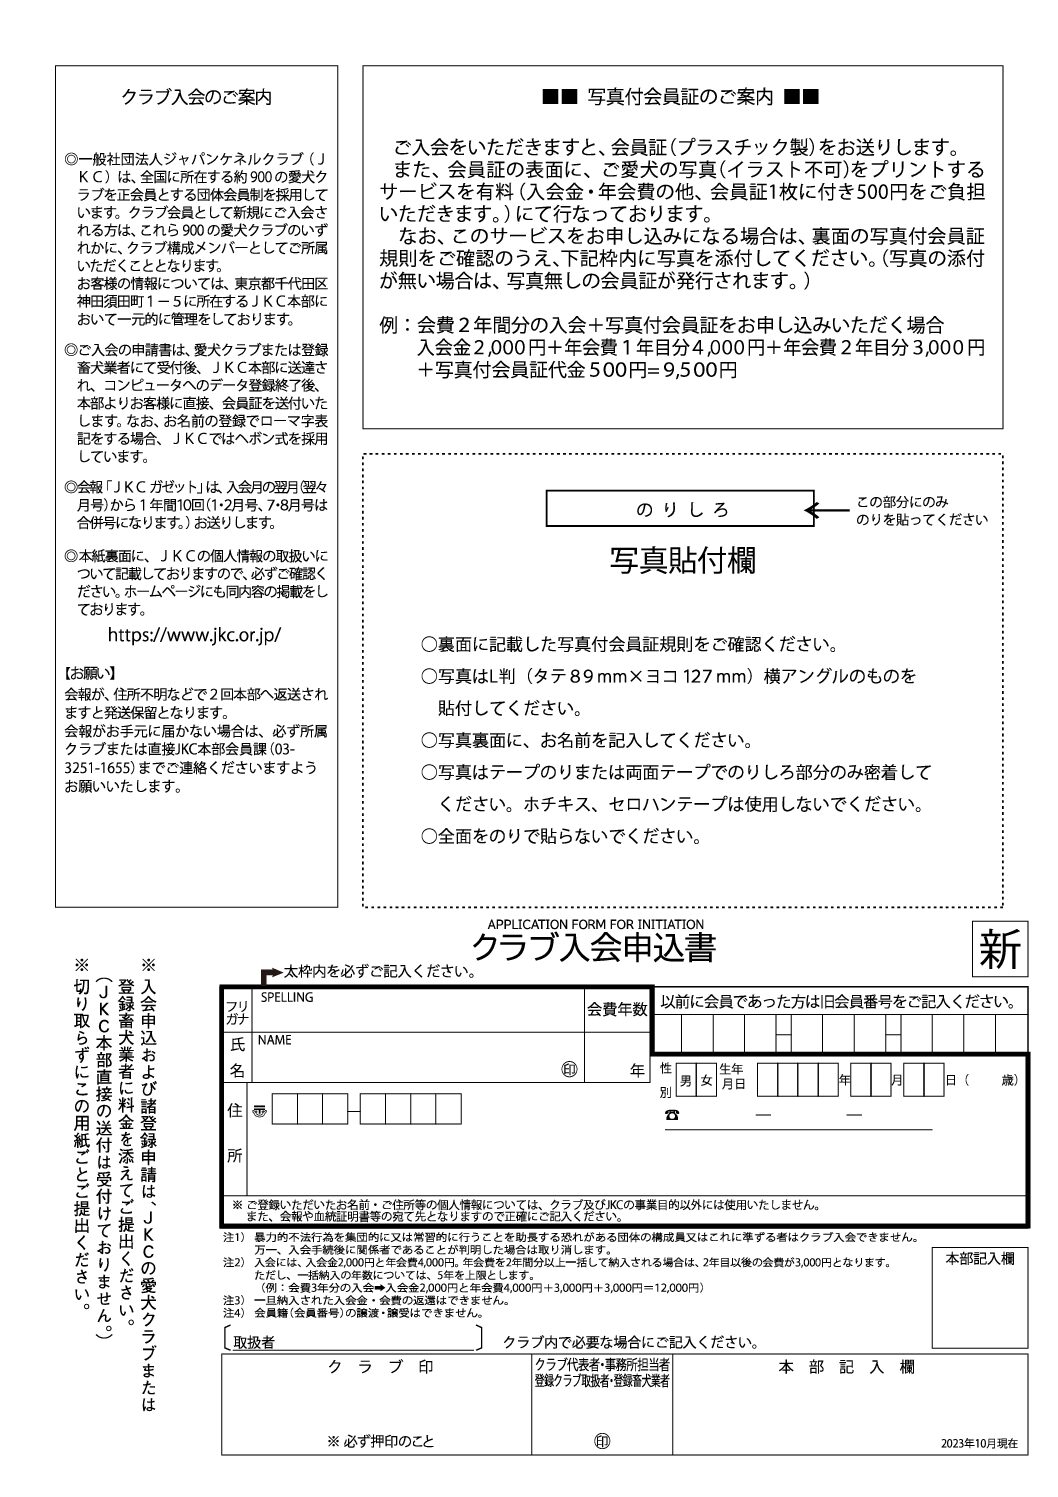 クラブ入会のご案内
◎一般社団法人ジャパンケネルクラブ（Ｊ
ＫＣ）は、全国に所在する約900の愛犬ク
ラブを正会員とする団体会員制を採用して
います。クラブ会員として新規にご入会さ
れる方は、これら900の愛犬クラブのいず
れかに、クラブ構成メンバーとしてご所属
いただくこととなります。
お客様の情報については、東京都千代田区
神田須田町１－５に所在するＪＫＣ本部に
おいて一元的に管理をしております。
◎ご入会の申請書は、愛犬クラブまたは登録
畜犬業者にて受付後、ＪＫＣ本部に送達さ
れ、コンピュータへのデータ登録終了後、
本部よりお客様に直接、会員証を送付いた
します。なお、お名前の登録でローマ字表
記をする場合、ＪＫＣではヘボン式を採用
しています。
◎会報「ＪＫＣガゼット」は、入会月の翌月（翌々
月号）から１年間10回（1・2月号、7・8月号は
合併号になります。）お送りします。
◎本紙裏面に、ＪＫＣの個人情報の取扱いに
ついて記載しておりますので、必ずご確認く
ださい。ホームページにも同内容の掲載をし
ております。
https://www.jkc.or.jp/
【お願い】
会報が、住所不明などで２回本部へ返送され
ますと発送保留となります。
会報がお手元に届かない場合は、必ず所属
クラブまたは直接JKC本部会員課（03-
3251-1655）までご連絡くださいますよう
お願いいたします。
■■ 写真付会員証のご案内 ■■
ご入会をいただきますと、会員証（プラスチック製）をお送りします。
また、会員証の表面に、ご愛犬の写真（イラスト不可）をプリントする
サービスを有料（入会金・年会費の他、会員証1枚に付き500円をご負担
いただきます。）にて行なっております。
なお、このサービスをお申し込みになる場合は、裏面の写真付会員証
規則をご確認のうえ、下記枠内に写真を添付してください。（写真の添付
が無い場合は、写真無しの会員証が発行されます。）
例：会費２年間分の入会＋写真付会員証をお申し込みいただく場合
入会金2,000円＋年会費１年目分4,000円＋年会費２年目分3,000円
＋写真付会員証代金500円=9,500円
のりしろ
この部分にのみ
のりを貼ってください
写真貼付欄
○裏面に記載した写真付会員証規則をご確認ください。
○写真はL判（タテ89mm×ヨコ127mm）横アングルのものを
貼付してください。
○写真裏面に、お名前を記入してください。
○写真はテープのりまたは両面テープでのりしろ部分のみ密着して
ください。ホチキス、セロハンテープは使用しないでください。
○全面をのりで貼らないでください。
APPLICATION FORM FOR INITIATION
クラブ入会申込書
新
※入会申込および諸登録申請は、ＪＫＣの愛犬クラブまたは
登録畜犬業者に料金を添えてご提出ください。
（ＪＫＣ本部直接の送付は受付けておりません。）
※切り取らずにこの用紙ごとご提出ください。
太枠内を必ずご記入ください。
フリ
ガナ
SPELLING
会費年数
以前に会員であった方は旧会員番号をご記入ください。
氏
名
NAME
㊞
年
性
別
男
女
生年
月日
年
月
日（　　歳）
住
所
〠
－
☎　－　－
※ ご登録いただいたお名前・ご住所等の個人情報については、クラブ及びJKCの事業目的以外には使用いたしません。
また、会報や血統証明書等の宛て先となりますので正確にご記入ください。
注1） 暴力的不法行為を集団的に又は常習的に行うことを助長する恐れがある団体の構成員又はこれに準ずる者はクラブ入会できません。
万一、入会手続後に関係者であることが判明した場合は取り消します。
注2） 入会には、入会金2,000円と年会費4,000円。年会費を2年間分以上一括して納入される場合は、2年目以後の会費が3,000円となります。
ただし、一括納入の年数については、5年を上限とします。
（例：会費3年分の入会➡入会金2,000円と年会費4,000円＋3,000円＋3,000円＝12,000円）
注3） 一旦納入された入会金・会費の返還はできません。
注4） 会員籍（会員番号）の譲渡・譲受はできません。
本部記入欄
〔取扱者　　〕 クラブ内で必要な場合にご記入ください。
クラブ印
※ 必ず押印のこと
クラブ代表者・事務所担当者
登録クラブ取扱者・登録畜犬業者
㊞
本部記入欄
2023年10月現在